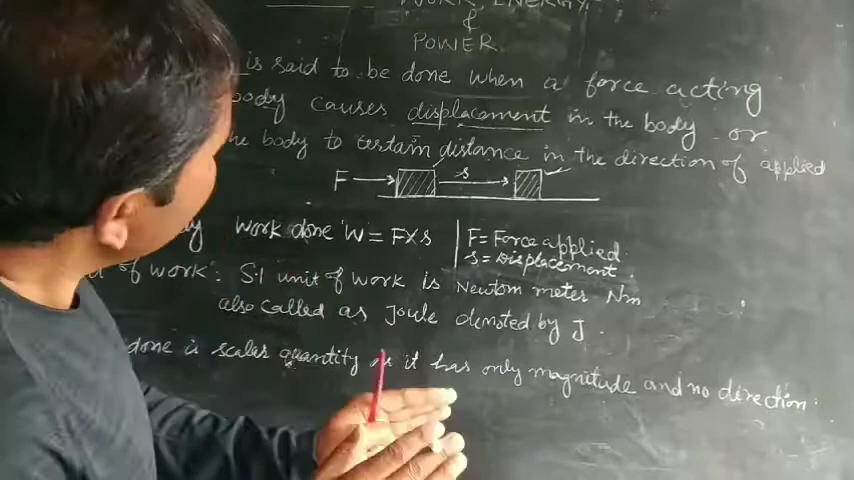 WORK, ENERGY,
&
POWER
is said to be done when a force acting
body causes displacement in the body or
the body to certain distance in the direction of applied
F s
work done W = F×s F = Force applied
s = Displacement.
of work : S.I unit of work is Newton meter Nm
also called as Joule denoted by J.
done is scalar quantity as it has only magnitude and no direction.